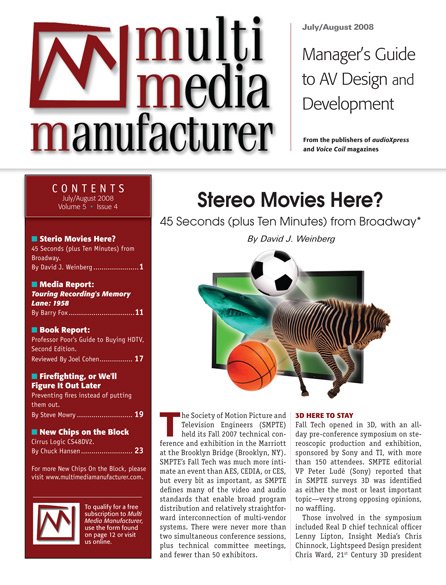 multi
media
manufacturer
July/August 2008
Manager's Guide
to AV Design and
Development
From the publishers of audioXpress
and Voice Coil magazines
CONTENTS
July/August 2008
Volume 5 · Issue 4
Sterio Movies Here?
45 Seconds (plus Ten Minutes) from
Broadway.
By David J. Weinberg......................1
Media Report:
Touring Recording's Memory
Lane: 1958
By Barry Fox................................11
Book Report:
Professor Poor's Guide to Buying HDTV,
Second Edition.
Reviewed By Joel Cohen................ 17
Firefighting, or We'll
Figure It Out Later
Preventing fires instead of putting
them out.
By Steve Mowry ........................... 19
New Chips on the Block
Cirrus Logic CS48DV2.
By Chuck Hansen ......................... 23
For more New Chips On the Block, please
visit www.multimediamanufacturer.com.
To qualify for a free
subscription to Multi
Media Manufacturer,
use the form found
on page 12 or visit
us online.
Stereo Movies Here?
45 Seconds (plus Ten Minutes) from Broadway*
By David J. Weinberg
The Society of Motion Picture and
Television Engineers (SMPTE)
held its Fall 2007 technical con-
ference and exhibition in the Marriott
at the Brooklyn Bridge (Brooklyn, NY).
SMPTE's Fall Tech was much more inti-
mate an event than AES, CEDIA, or CES,
but every bit as important, as SMPTE
defines many of the video and audio
standards that enable broad program
distribution and relatively straightfor-
ward interconnection of multi-vendor
systems. There were never more than
two simultaneous conference sessions,
plus technical committee meetings,
and fewer than 50 exhibitors.
3D HERE TO STAY
Fall Tech opened in 3D, with an all-
day pre-conference symposium on ste-
reoscopic production and exhibition,
sponsored by Sony and TI, with more
than 150 attendees. SMPTE editorial
VP Peter Ludé (Sony) reported that
in SMPTE surveys 3D was identified
as either the most or least important
topic—very strong opposing opinions,
no waffling.
Those involved in the symposium
included Real D chief technical officer
Lenny Lipton, Insight Media's Chris
Chinnock, Lightspeed Design president
Chris Ward, 21st Century 3D president